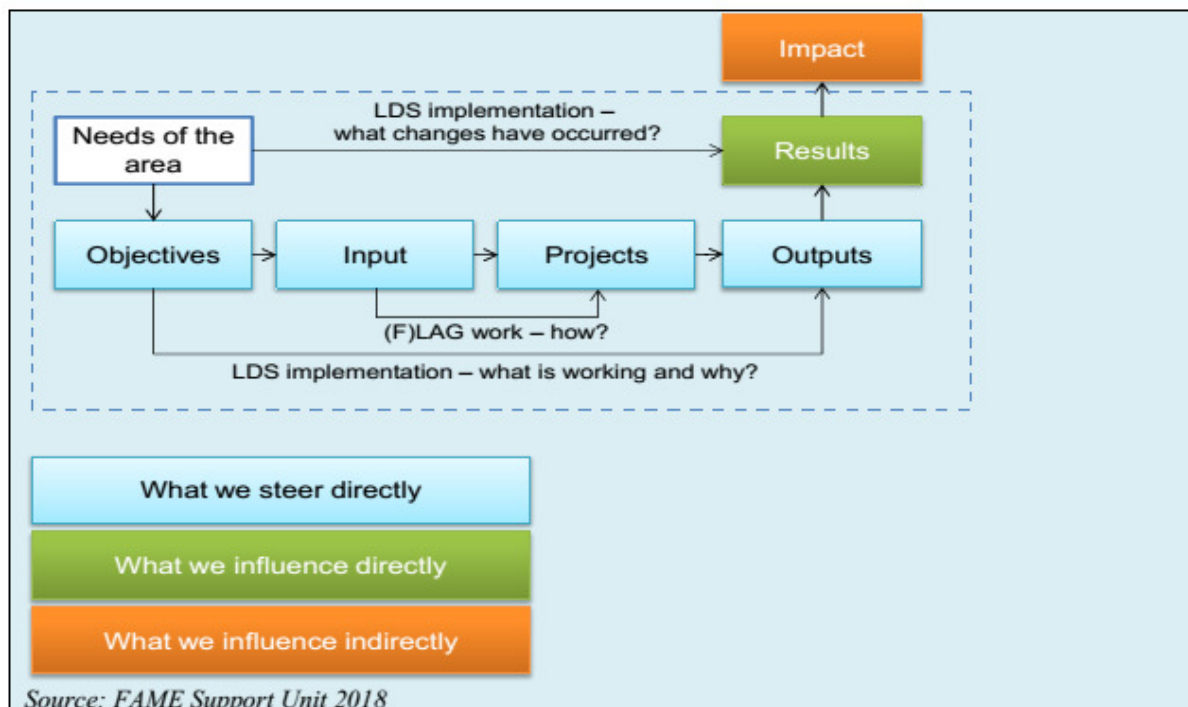 Impact
LDS implementation –
what changes have occurred?
Needs of the
area
Results
Objectives
Input
Projects
Outputs
(F)LAG work – how?
LDS implementation – what is working and why?
What we steer directly
What we influence directly
What we influence indirectly
Source: FAME Support Unit 2018